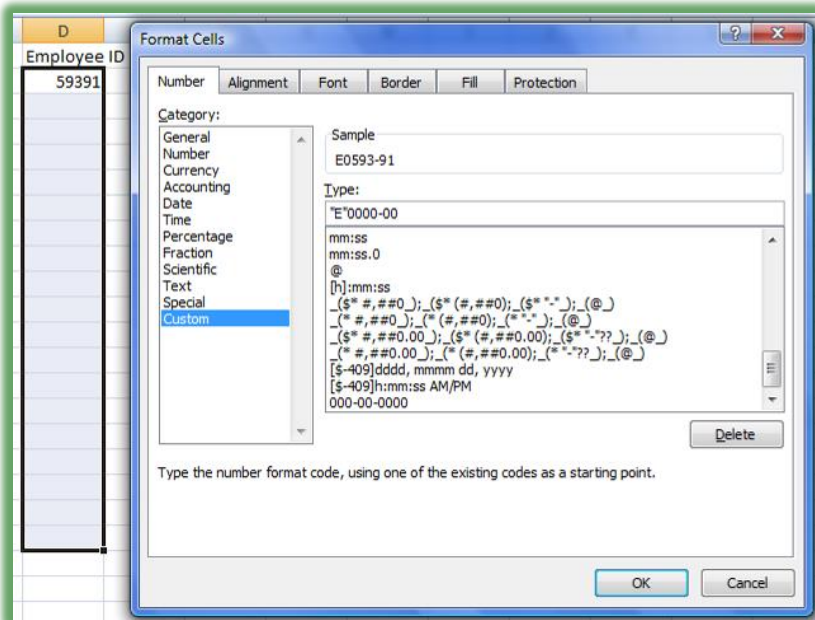 D
Employee ID
59391
Format Cells
?
X
Number Alignment Font Border Fill Protection
Category:
General
Number
Currency
Accounting
Date
Time
Percentage
Fraction
Scientific
Text
Special
Custom
Sample
E0593-91
Type:
"E"0000-00
mm:ss
mm:ss.0
@
[h]:mm:ss
_($* #,##0_);_($* (#,##0);_($* "-"_);_(@_)
_(* #,##0_);_(* (#,##0);_(* "-"_);_(@_)
_($* #,##0.00_);_($* (#,##0.00);_($* "-"??_);_(@_)
_(* #,##0.00_);_(* (#,##0.00);_(* "-"??_);_(@_)
[$-409]dddd, mmmm dd, yyyy
[$-409]h:mm:ss AM/PM
000-00-0000
Delete
Type the number format code, using one of the existing codes as a starting point.
OK Cancel